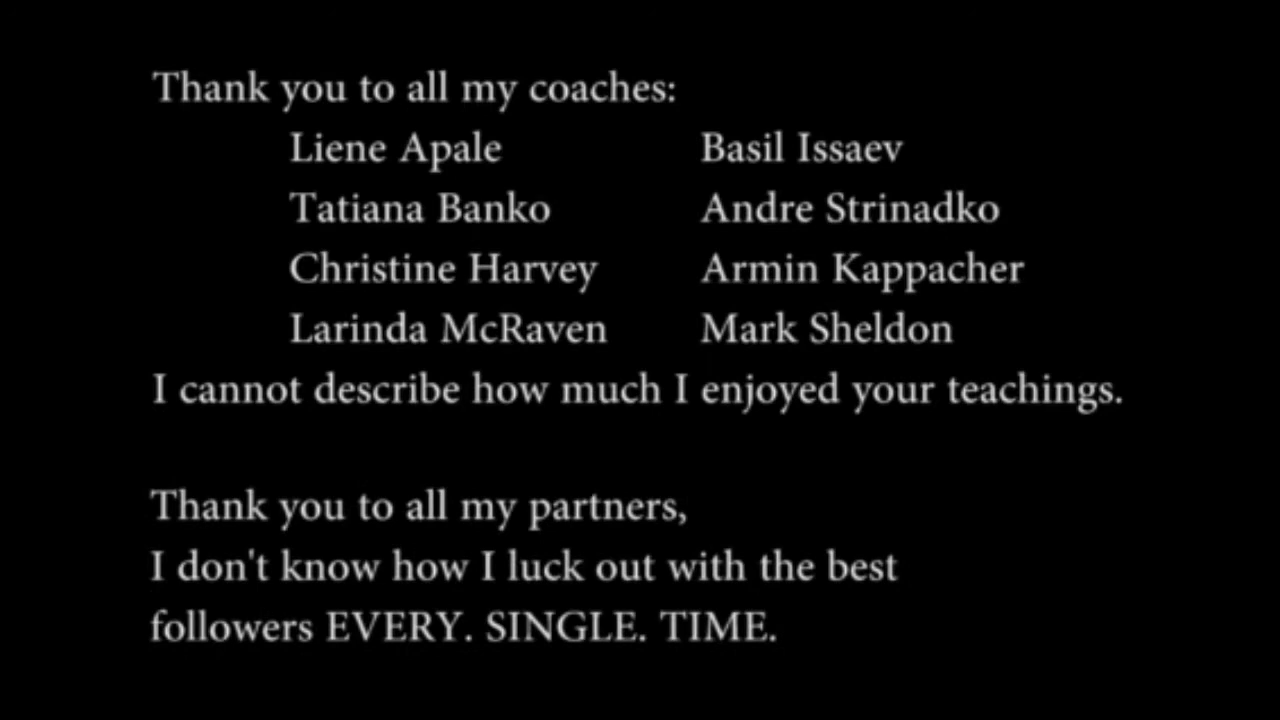 Thank you to all my coaches:
Liene Apale Basil Issaev
Tatiana Banko Andre Strinadko
Christine Harvey Armin Kappacher
Larinda McRaven Mark Sheldon
I cannot describe how much I enjoyed your teachings.
Thank you to all my partners,
I don't know how I luck out with the best
followers EVERY. SINGLE. TIME.